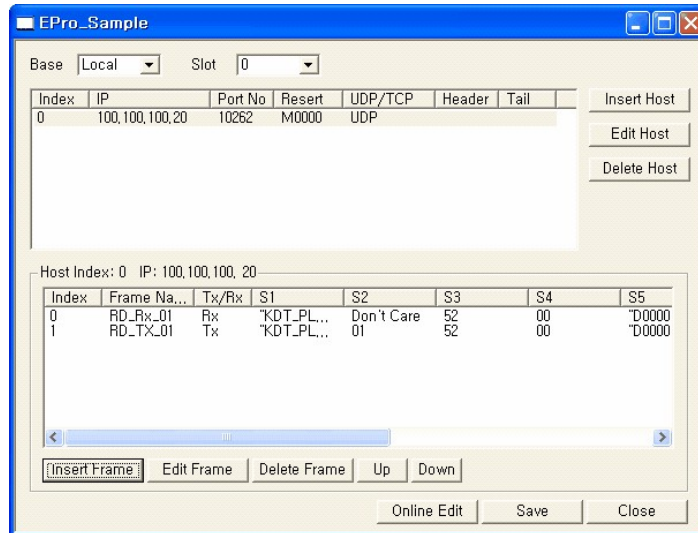 EPro_Sample
Base Local Slot 0
Index IP Port No Resert UDP/TCP Header Tail
0 100,100,100,20 10262 M0000 UDP
Insert Host
Edit Host
Delete Host
Host Index: 0 IP: 100,100,100, 20
Index Frame Na,,, Tx/Rx S1 S2 S3 S4 S5
0 RD_Rx_01 Rx "KDT_PL,,, Don't Care 52 00 "D0000
1 RD_TX_01 Tx "KDT_PL,,, 01 52 00 "D0000
Insert Frame Edit Frame Delete Frame Up Down
Online Edit Save Close